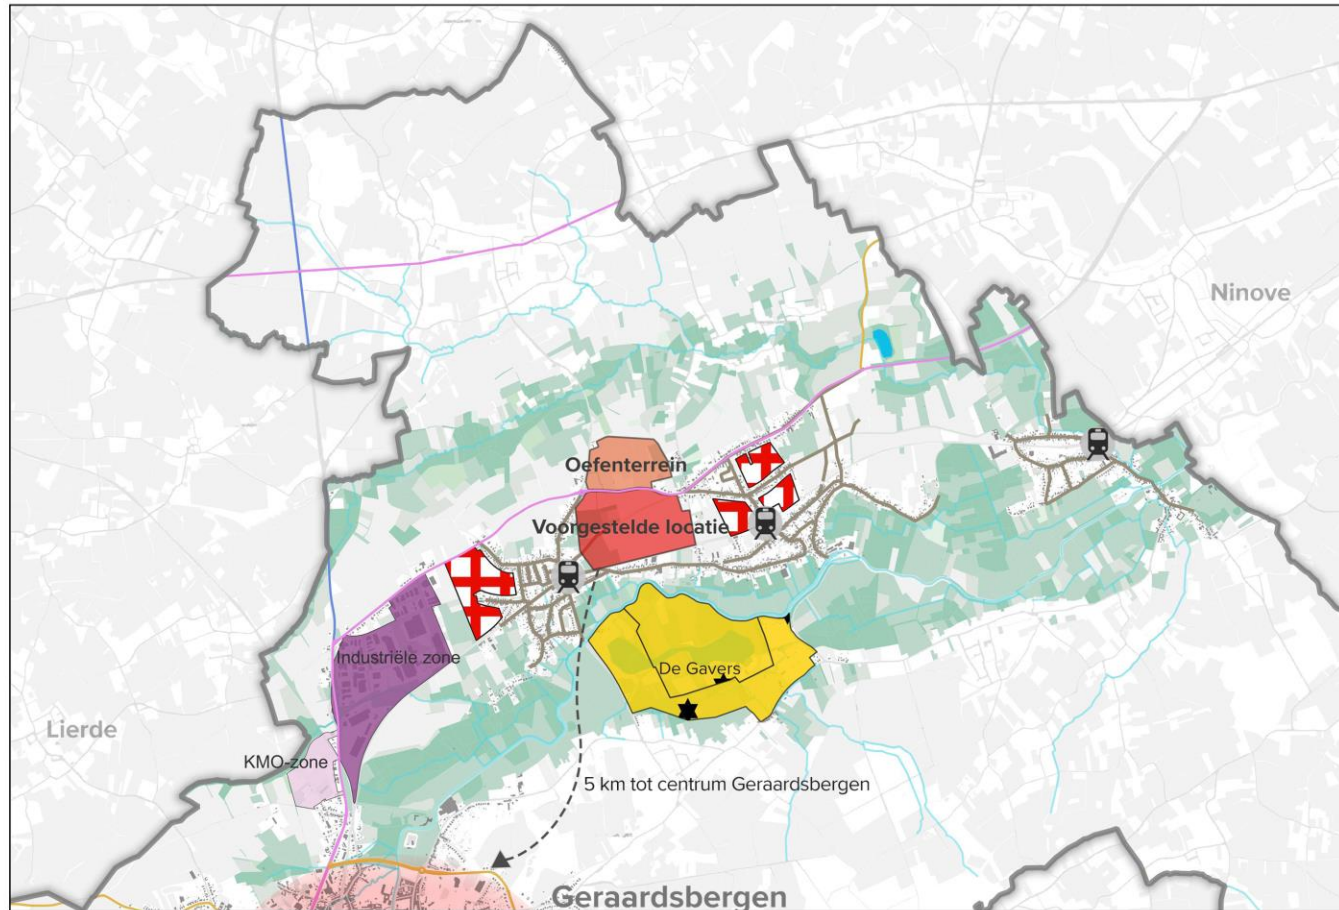 Ninove
Oefenterrein
Voorgestelde locatie
Industriële zone
De Gavers
Lierde
KMO-zone
5 km tot centrum Geraardsbergen
Geraardsbergen